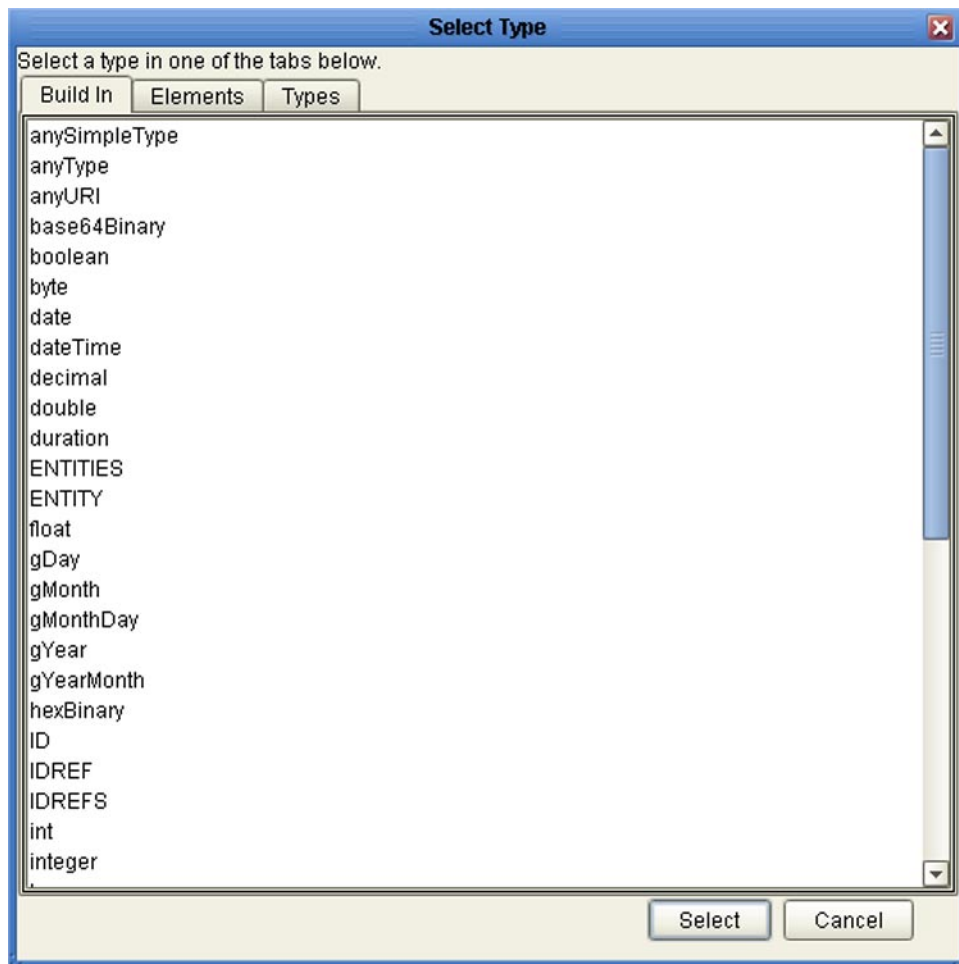 Select Type
Select a type in one of the tabs below.
Build In Elements Types
anySimpleType
anyType
anyURI
base64Binary
boolean
byte
date
dateTime
decimal
double
duration
ENTITIES
ENTITY
float
gDay
gMonth
gMonthDay
gYear
gYearMonth
hexBinary
ID
IDREF
IDREFS
int
integer
Select Cancel